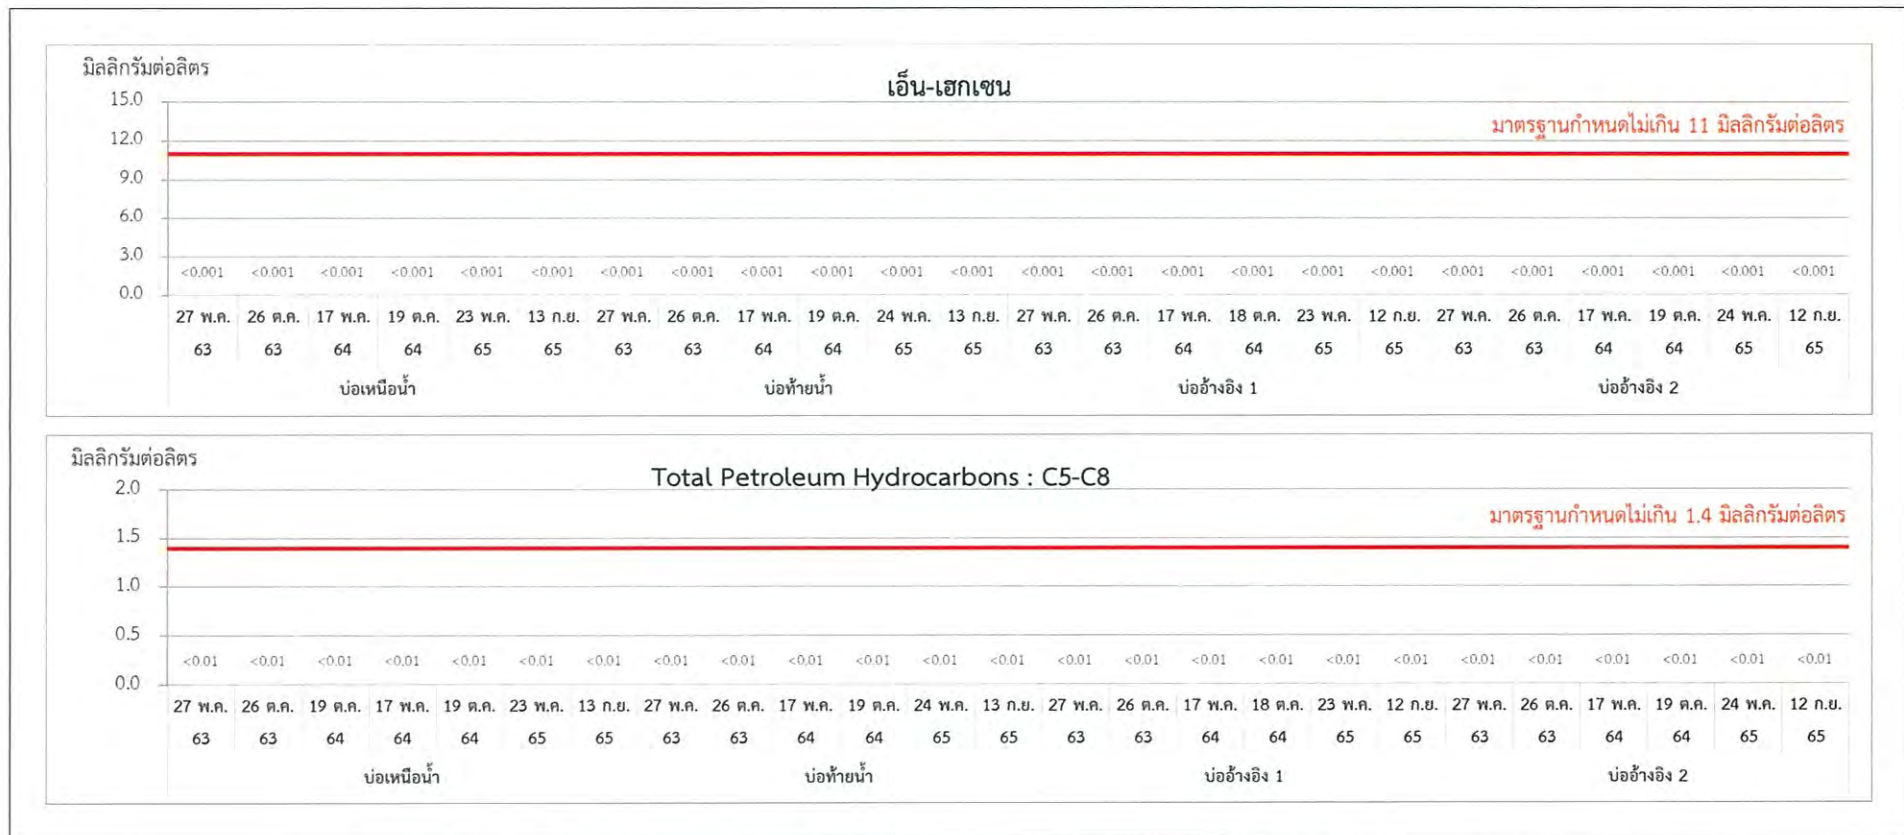 มิลลิกรัมต่อลิตร
เอ็น-เฮกเซน
15.0
มาตรฐานกำหนดไม่เกิน 11 มิลลิกรัมต่อลิตร
12.0
9.0
6.0
3.0
<0.001 <0.001 <0.001 <0.001 <0.001 <0.001 <0.001 <0.001 <0.001 <0.001 <0.001 <0.001 <0.001 <0.001 <0.001 <0.001 <0.001 <0.001 <0.001 <0.001 <0.001 <0.001 <0.001 <0.001
0.0
27 พ.ค. 26 ต.ค. 17 พ.ค. 19 ต.ค. 23 พ.ค. 13 ก.ย. 27 พ.ค. 26 ต.ค. 17 พ.ค. 19 ต.ค. 24 พ.ค. 13 ก.ย. 27 พ.ค. 26 ต.ค. 17 พ.ค. 18 ต.ค. 23 พ.ค. 12 ก.ย. 27 พ.ค. 26 ต.ค. 17 พ.ค. 19 ต.ค. 24 พ.ค. 12 ก.ย.
63 63 64 64 65 65 63 63 64 64 65 65 63 63 64 64 65 65 63 63 64 64 65 65
บ่อเหนือน้ำ บ่อท้ายน้ำ บ่ออ้างอิง 1 บ่ออ้างอิง 2
มิลลิกรัมต่อลิตร
Total Petroleum Hydrocarbons : C5-C8
2.0
มาตรฐานกำหนดไม่เกิน 1.4 มิลลิกรัมต่อลิตร
1.5
1.0
0.5
<0.01 <0.01 <0.01 <0.01 <0.01 <0.01 <0.01 <0.01 <0.01 <0.01 <0.01 <0.01 <0.01 <0.01 <0.01 <0.01 <0.01 <0.01 <0.01 <0.01 <0.01 <0.01 <0.01 <0.01 <0.01
0.0
27 พ.ค. 26 ต.ค. 19 ต.ค. 17 พ.ค. 19 ต.ค. 23 พ.ค. 13 ก.ย. 27 พ.ค. 26 ต.ค. 17 พ.ค. 19 ต.ค. 24 พ.ค. 13 ก.ย. 27 พ.ค. 26 ต.ค. 17 พ.ค. 18 ต.ค. 23 พ.ค. 12 ก.ย. 27 พ.ค. 26 ต.ค. 17 พ.ค. 19 ต.ค. 24 พ.ค. 12 ก.ย.
63 63 64 64 64 65 65 63 63 64 64 65 65 63 63 64 64 65 65 63 63 64 64 65 65
บ่อเหนือน้ำ บ่อท้ายน้ำ บ่ออ้างอิง 1 บ่ออ้างอิง 2